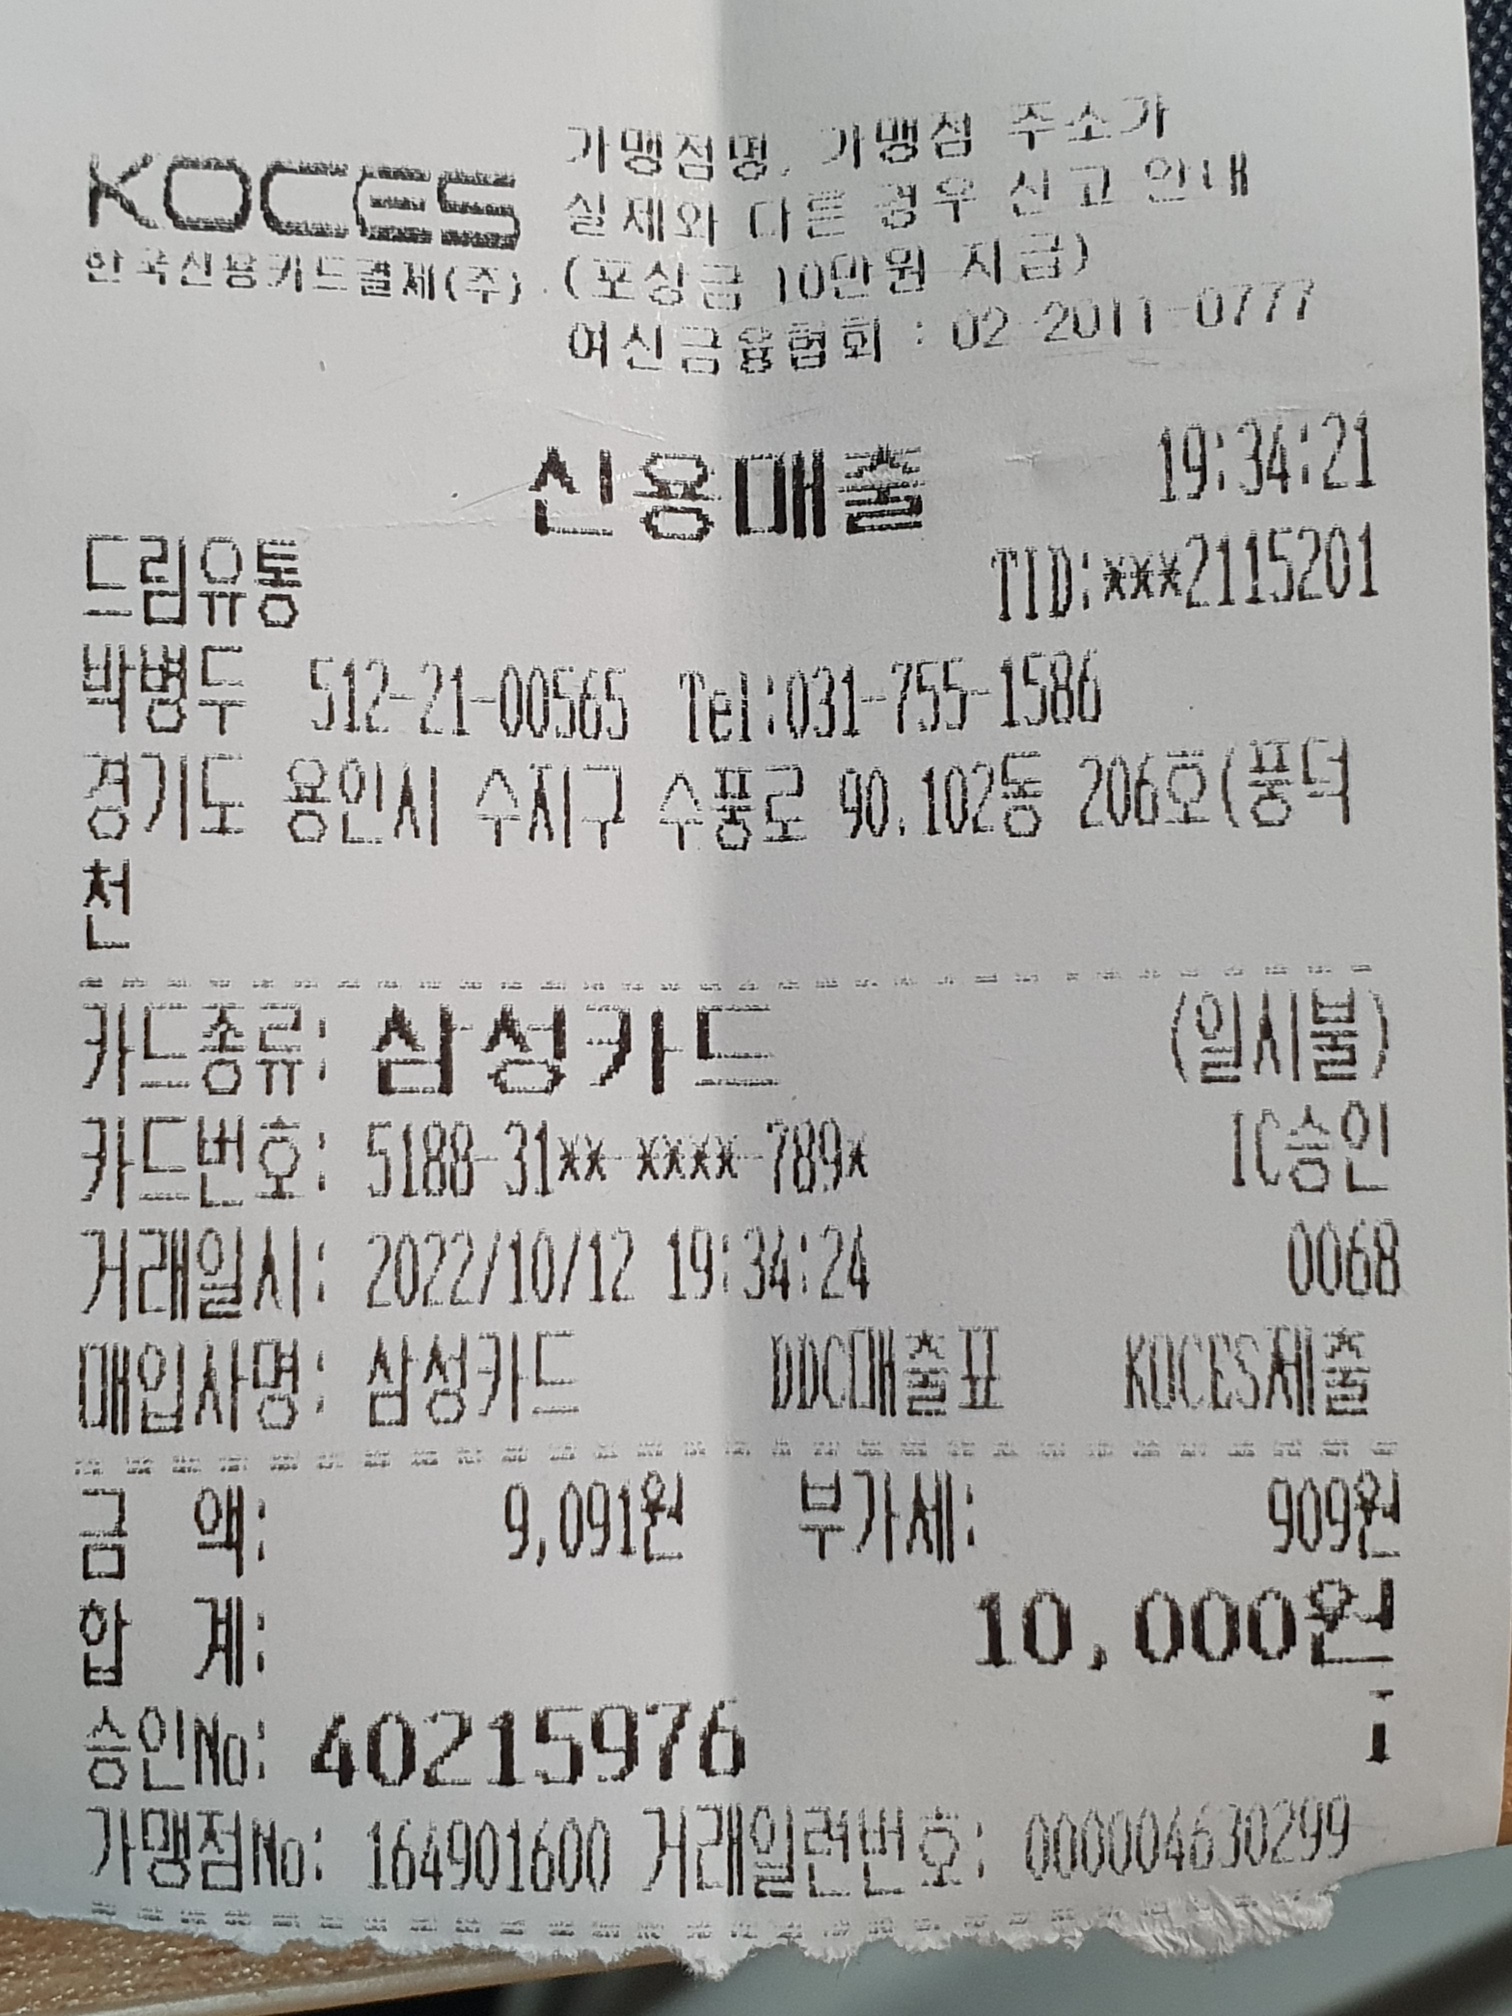 KOCES
한국신용카드결제(주)
가맹점명, 가맹점 주소가
실제와 다른 경우 신고 안내
(포상금 10만원 지급)
여신금융협회 : 02-2011-0777
신용매출 19:34:21
드림유통 TID:***2115201
박병두 512-21-00565 Tel:031-755-1586
경기도 용인시 수지구 수풍로 90.102동 206호(풍덕
천
카드종류: 삼성카드 (일시불)
카드번호: 5188-31**-****-789* IC승인
거래일시: 2022/10/12 19:34:24 0068
매입사명: 삼성카드 DDC매출표 KOCES제출
금 액: 9,091원 부가세: 909원
합 계: 10,000원
승인No: 40215976 I
가맹점No: 164901600 거래일련번호: 000004630299